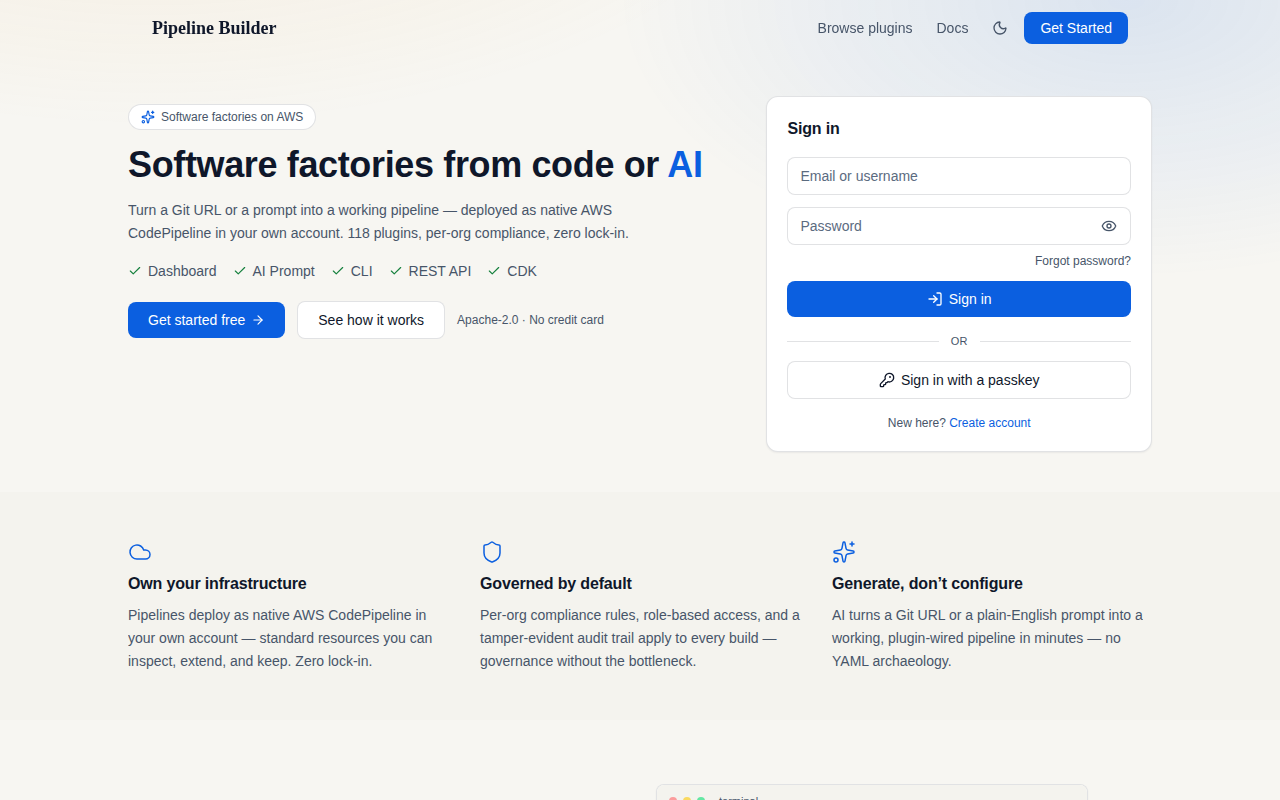 Pipeline Builder
Browse plugins
Docs
Get Started
Software factories on AWS
Software factories from code or AI
Turn a Git URL or a prompt into a working pipeline — deployed as native AWS
CodePipeline in your own account. 118 plugins, per-org compliance, zero lock-in.
Dashboard
AI Prompt
CLI
REST API
CDK
Get started free
See how it works
Apache-2.0 · No credit card
Sign in
Email or username
Password
Forgot password?
Sign in
OR
Sign in with a passkey
New here? Create account
Own your infrastructure
Pipelines deploy as native AWS CodePipeline in
your own account — standard resources you can
inspect, extend, and keep. Zero lock-in.
Governed by default
Per-org compliance rules, role-based access, and a
tamper-evident audit trail apply to every build —
governance without the bottleneck.
Generate, don’t configure
AI turns a Git URL or a plain-English prompt into a
working, plugin-wired pipeline in minutes — no
YAML archaeology.
terminal